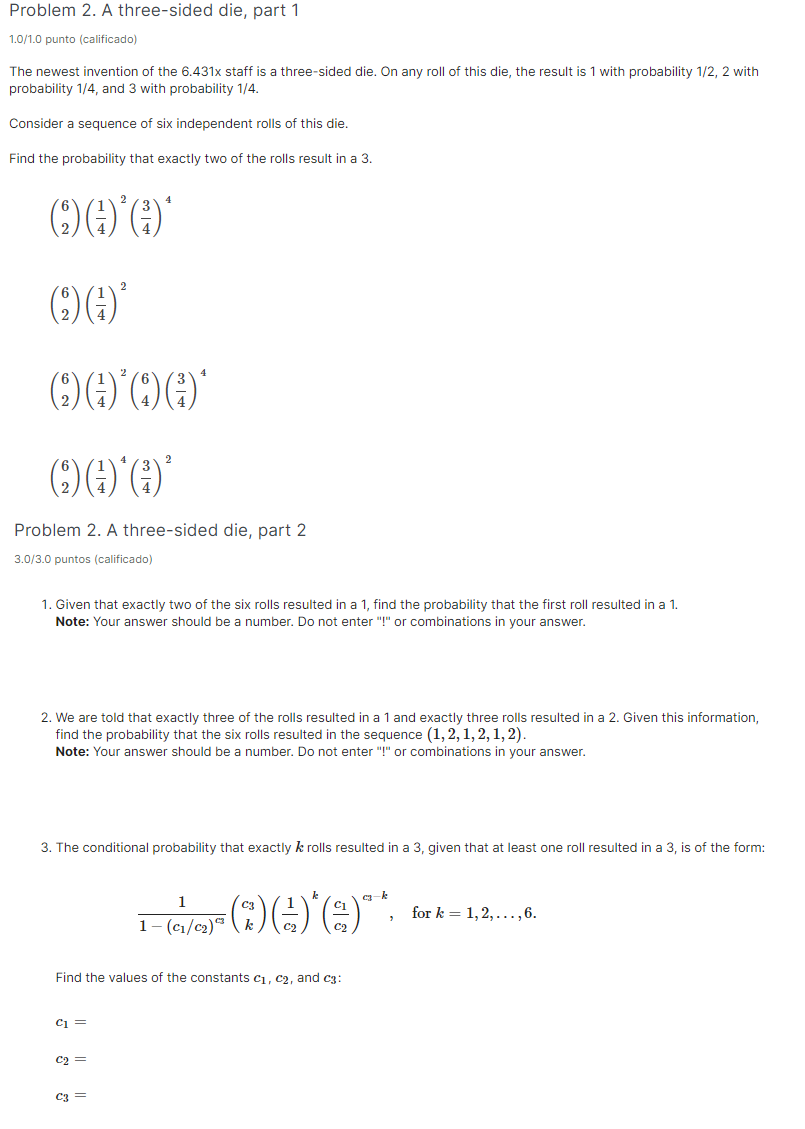 Problem 2. A three-sided die, part 1
1.0/1.0 punto (calificado)
The newest invention of the 6.431x staff is a three-sided die. On any roll of this die, the result is 1 with probability 1/2, 2 with
probability 1/4, and 3 with probability 1/4.
Consider a sequence of six independent rolls of this die.
Find the probability that exactly two of the rolls result in a 3.
$\binom{6}{2}\left(\frac{1}{4}\right)^2\left(\frac{3}{4}\right)^4$
$\binom{6}{2}\left(\frac{1}{4}\right)^2$
$\binom{6}{2}\left(\frac{1}{4}\right)^2\binom{6}{4}\left(\frac{3}{4}\right)^4$
$\binom{6}{2}\left(\frac{1}{4}\right)^4\left(\frac{3}{4}\right)^2$
Problem 2. A three-sided die, part 2
3.0/3.0 puntos (calificado)
1. Given that exactly two of the six rolls resulted in a 1, find the probability that the first roll resulted in a 1.
Note: Your answer should be a number. Do not enter "!" or combinations in your answer.
2. We are told that exactly three of the rolls resulted in a 1 and exactly three rolls resulted in a 2. Given this information,
find the probability that the six rolls resulted in the sequence (1, 2, 1, 2, 1, 2).
Note: Your answer should be a number. Do not enter "!" or combinations in your answer.
3. The conditional probability that exactly k rolls resulted in a 3, given that at least one roll resulted in a 3, is of the form:
$\frac{1}{1-(c_1/c_2)^{c_3}}\binom{c_3}{k}\left(\frac{1}{c_2}\right)^k\left(\frac{c_1}{c_2}\right)^{c_3-k}, \quad \text{for } k = 1, 2, \ldots, 6.$
Find the values of the constants c₁, c₂, and c₃:
c₁ =
c₂ =
c₃ =